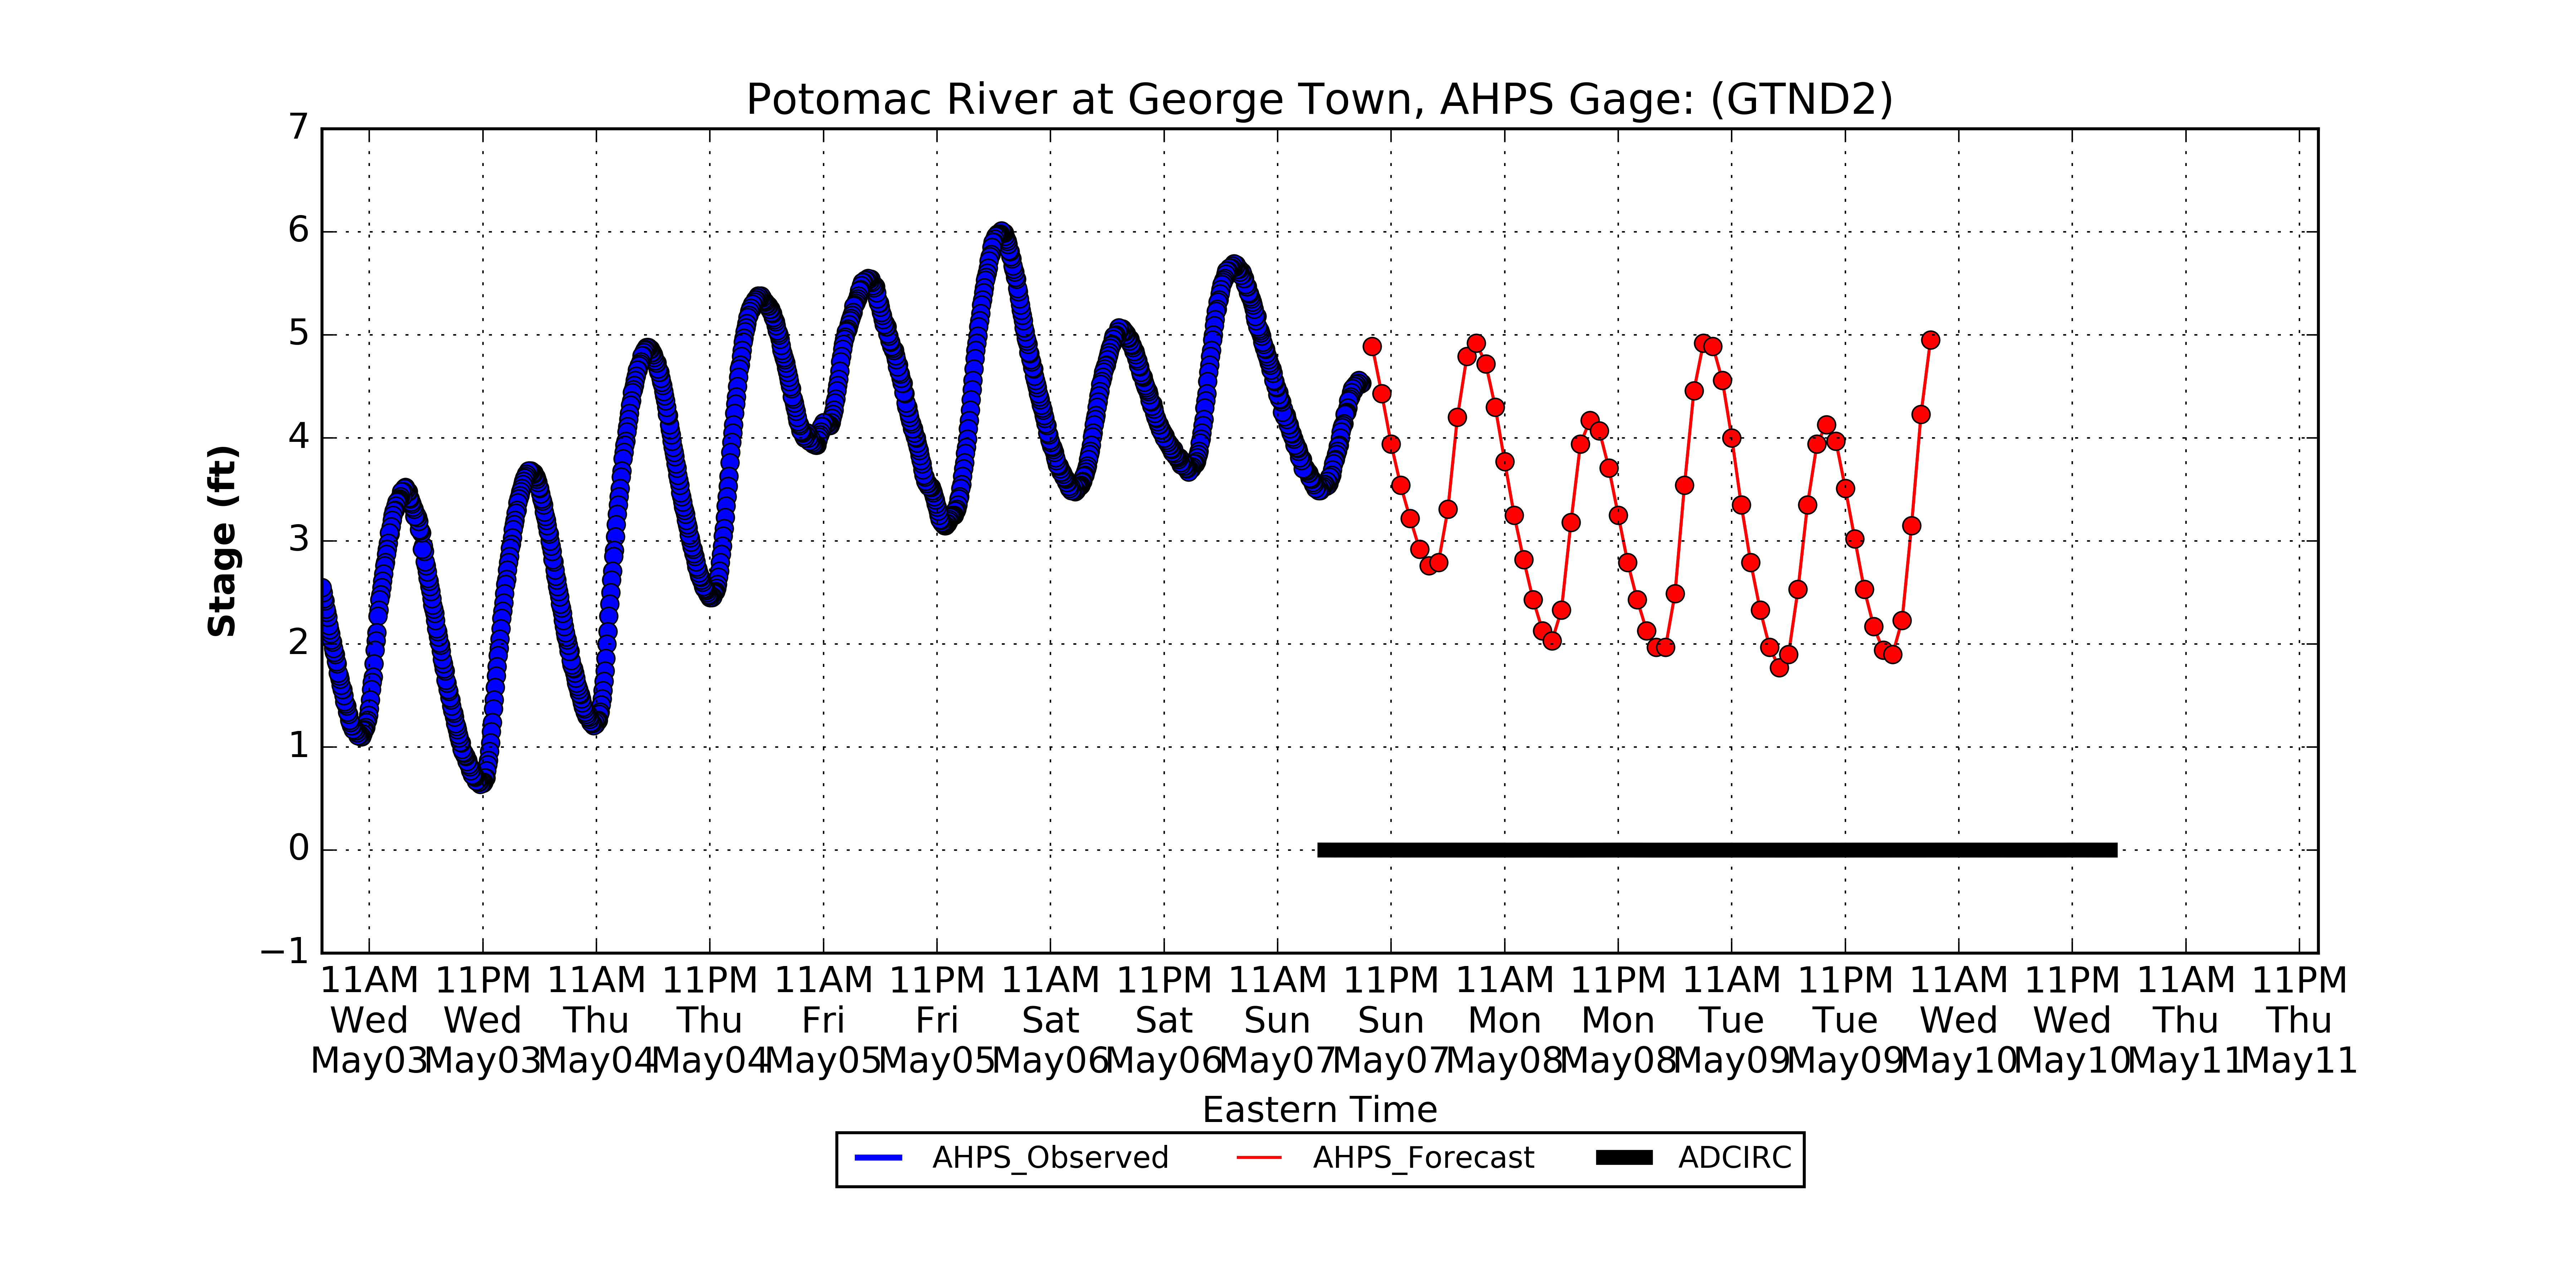 Potomac River at George Town, AHPS Gage: (GTND2)
7
6
5
4
3
2
1
0
−1
Stage (ft)
11AM 11PM 11AM 11PM 11AM 11PM 11AM 11PM 11AM 11PM 11AM 11PM 11AM 11PM 11AM 11PM 11AM 11PM
Wed Wed Thu Thu Fri Fri Sat Sat Sun Sun Mon Mon Tue Tue Wed Wed Thu Thu
May03 May03 May04 May04 May05 May05 May06 May06 May07 May07 May08 May08 May09 May09 May10 May10 May11 May11
Eastern Time
AHPS_Observed AHPS_Forecast ADCIRC